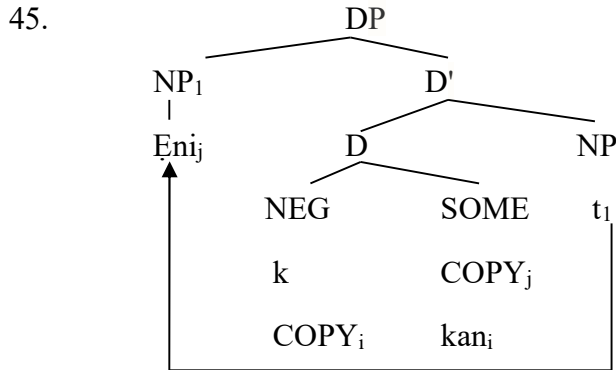 45. DP
NP₁ D'
Ẹniⱼ D NP
NEG SOME t₁
k COPYⱼ
COPYᵢ kanᵢ